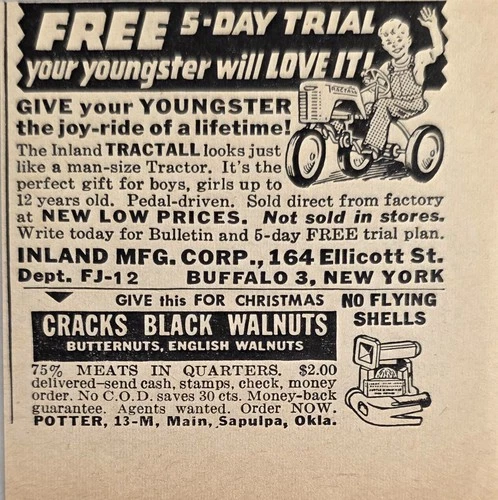 FREE 5-DAY TRIAL
your youngster will LOVE IT!
GIVE your YOUNGSTER
the joy-ride of a lifetime!
The Inland TRACTALL looks just
like a man-size Tractor. It's the
perfect gift for boys, girls up to
12 years old. Pedal-driven. Sold direct from factory
at NEW LOW PRICES. Not sold in stores.
Write today for Bulletin and 5-day FREE trial plan.
INLAND MFG. CORP., 164 Ellicott St.
Dept. FJ-12 BUFFALO 3, NEW YORK
TRACTALL
GIVE this FOR CHRISTMAS
CRACKS BLACK WALNUTS
BUTTERNUTS, ENGLISH WALNUTS
NO FLYING
SHELLS
75% MEATS IN QUARTERS. $2.00
delivered—send cash, stamps, check, money
order. No C.O.D. saves 30 cts. Money-back
guarantee. Agents wanted. Order NOW.
POTTER, 13-M, Main, Sapulpa, Okla.